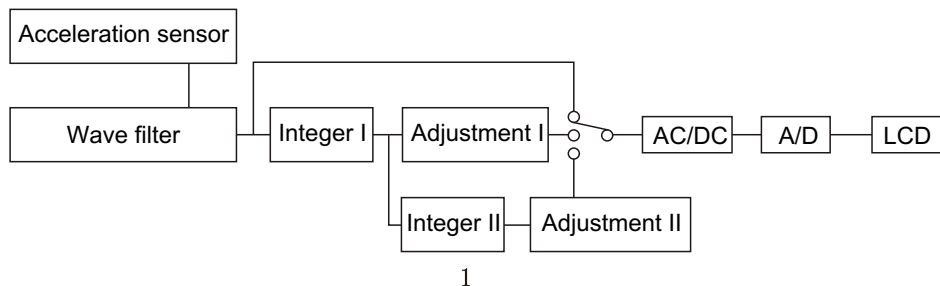 Acceleration sensor
Wave filter
Integer I
Adjustment I
AC/DC
A/D
LCD
Integer II
Adjustment II
1